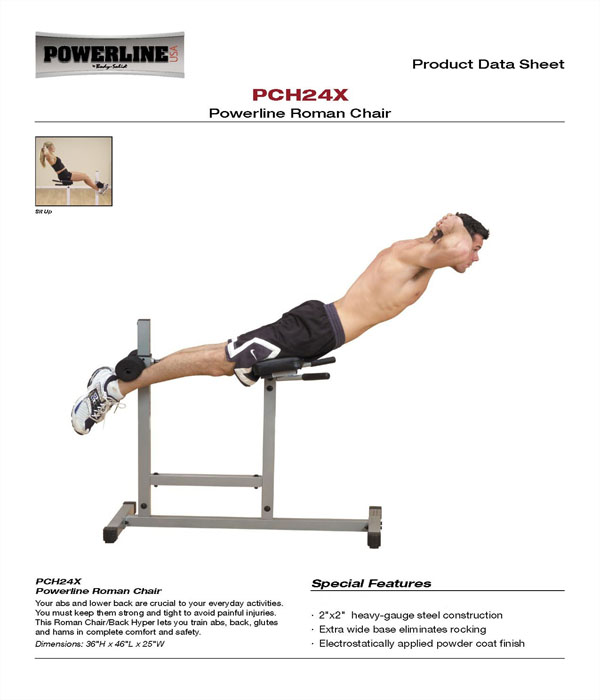 POWERLINE USA
by Body-Solid
Product Data Sheet
PCH24X
Powerline Roman Chair
Sit Up
PCH24X
Powerline Roman Chair
Your abs and lower back are crucial to your everyday activities.
You must keep them strong and tight to avoid painful injuries.
This Roman Chair/Back Hyper lets you train abs, back, glutes
and hams in complete comfort and safety.
Dimensions: 36"H x 46"L x 25"W
Special Features
· 2"x2" heavy-gauge steel construction
· Extra wide base eliminates rocking
· Electrostatically applied powder coat finish